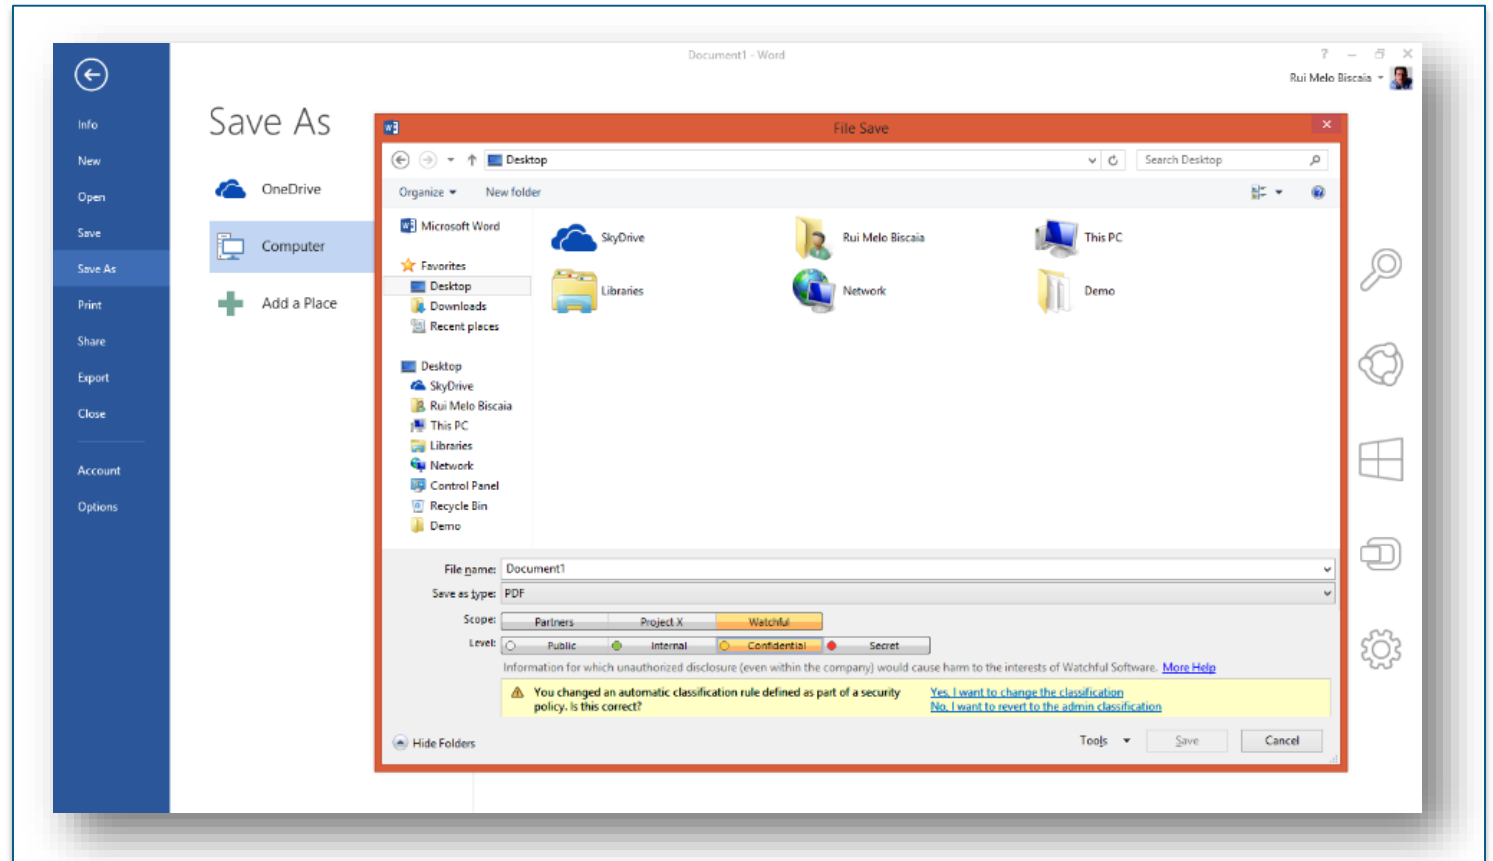 Document1 - Word
?
Rui Melo Biscaia
Info
New
Open
Save
Save As
Print
Share
Export
Close
Account
Options
Save As
OneDrive
Computer
Add a Place
File Save
Desktop
Search Desktop
Organize
New folder
Microsoft Word
Favorites
Desktop
Downloads
Recent places
Desktop
SkyDrive
Rui Melo Biscaia
This PC
Libraries
Network
Control Panel
Recycle Bin
Demo
SkyDrive
Rui Melo Biscaia
This PC
Libraries
Network
Demo
File name: Document1
Save as type: PDF
Scope: Partners Project X Watchful
Level: Public Internal Confidential Secret
Information for which unauthorized disclosure (even within the company) would cause harm to the interests of Watchful Software. More Help
You changed an automatic classification rule defined as part of a security
policy. Is this correct?
Yes, I want to change the classification
No, I want to revert to the admin classification
Hide Folders
Tools
Save
Cancel